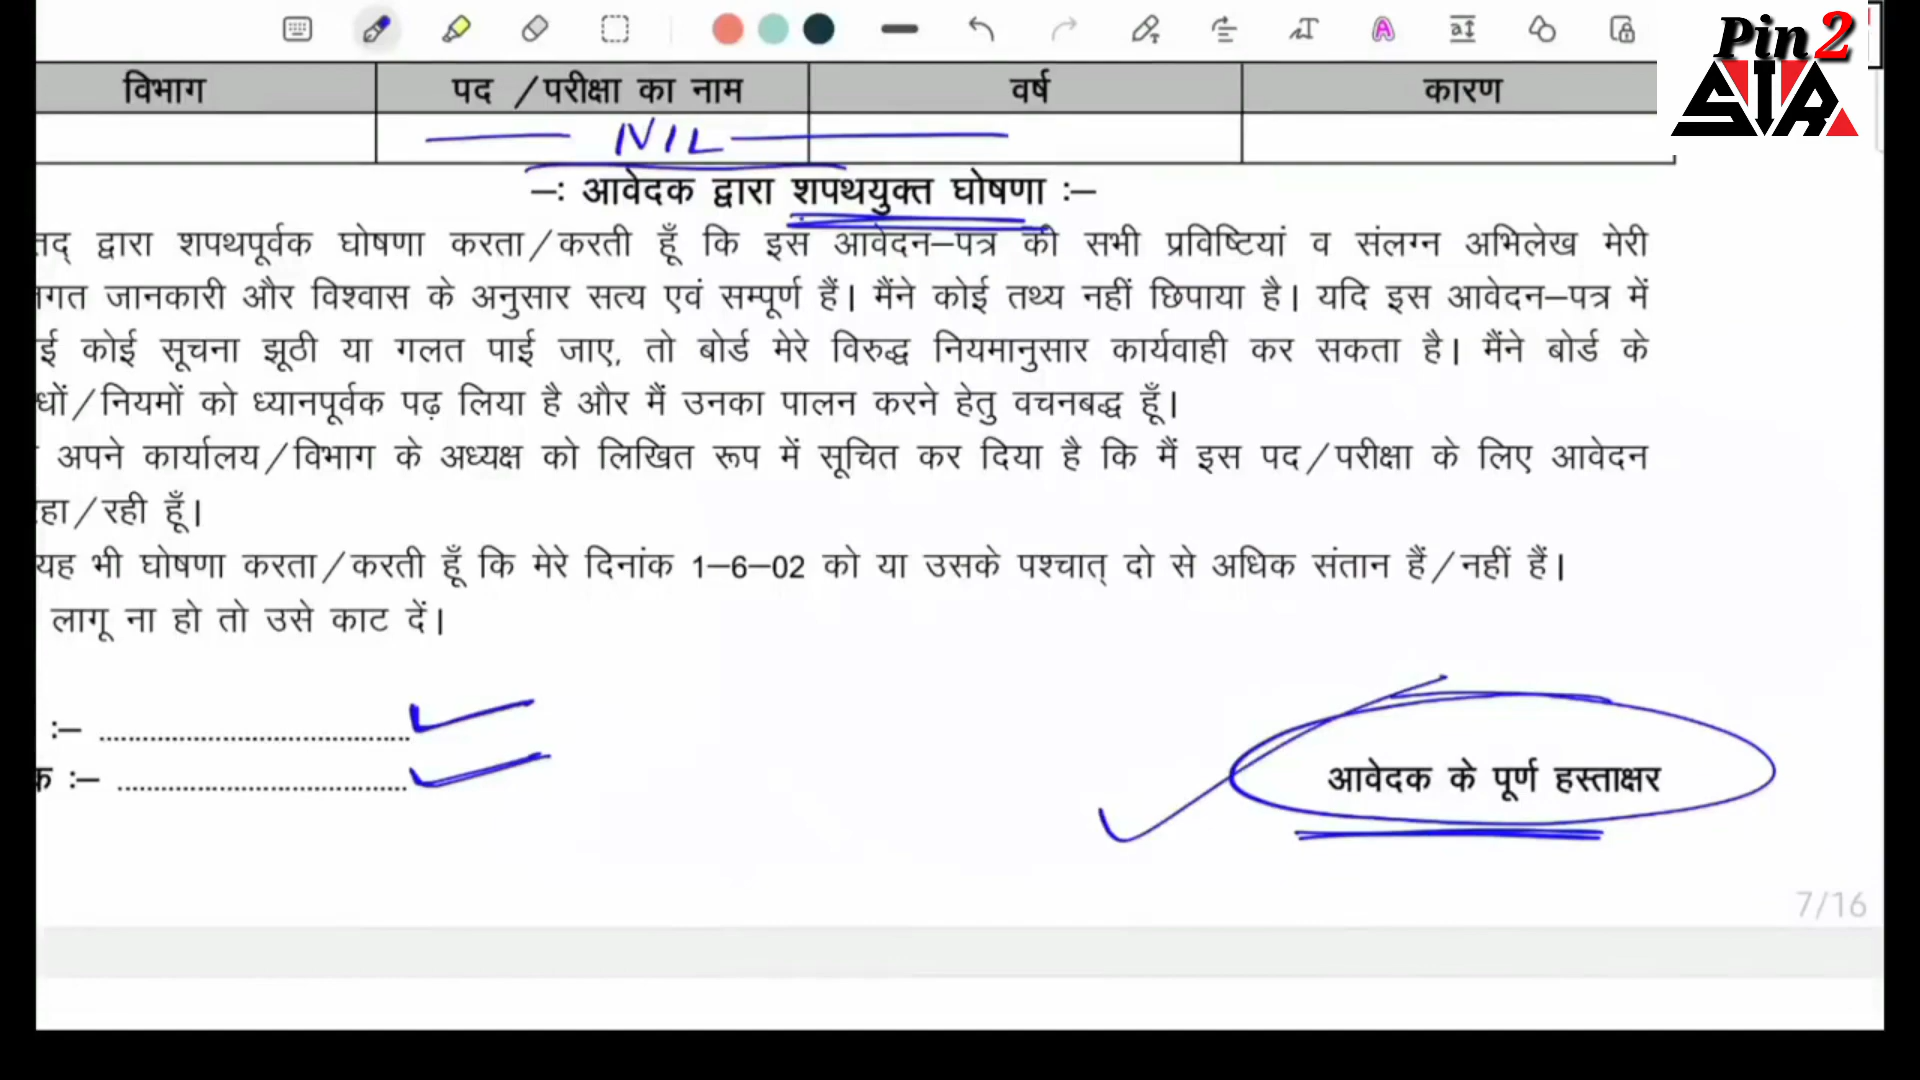 Pin2
STAR
विभाग पद /परीक्षा का नाम वर्ष कारण
NIL
–: आवेदक द्वारा शपथयुक्त घोषणा :–
द्वारा शपथपूर्वक घोषणा करता/करती हूँ कि इस आवेदन–पत्र की सभी प्रविष्टियां व संलग्न अभिलेख मेरी
जानकारी और विश्वास के अनुसार सत्य एवं सम्पूर्ण हैं। मैंने कोई तथ्य नहीं छिपाया है। यदि इस आवेदन–पत्र में
कोई सूचना झूठी या गलत पाई जाए, तो बोर्ड मेरे विरुद्ध नियमानुसार कार्यवाही कर सकता है। मैंने बोर्ड के
/नियमों को ध्यानपूर्वक पढ़ लिया है और मैं उनका पालन करने हेतु वचनबद्ध हूँ।
अपने कार्यालय/विभाग के अध्यक्ष को लिखित रूप में सूचित कर दिया है कि मैं इस पद/परीक्षा के लिए आवेदन
/रही हूँ।
यह भी घोषणा करता/करती हूँ कि मेरे दिनांक 1–6–02 को या उसके पश्चात् दो से अधिक संतान हैं/नहीं हैं।
लागू ना हो तो उसे काट दें।
:– ............................................
क :– ........................................ आवेदक के पूर्ण हस्ताक्षर
7/16